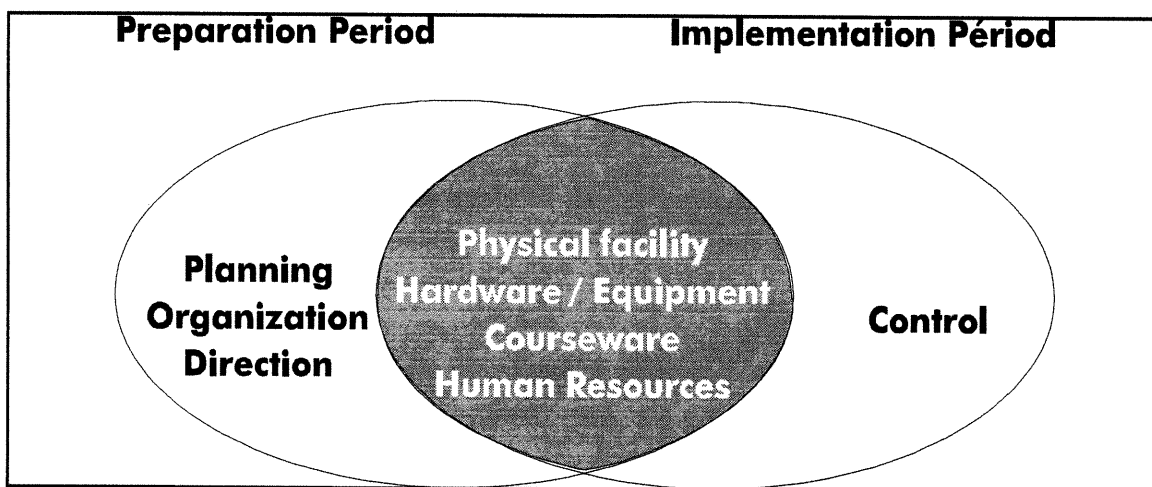 Preparation Period
Implementation Périod
Planning
Organization
Direction
Physical facility
Hardware / Equipment
Courseware
Human Resources
Control